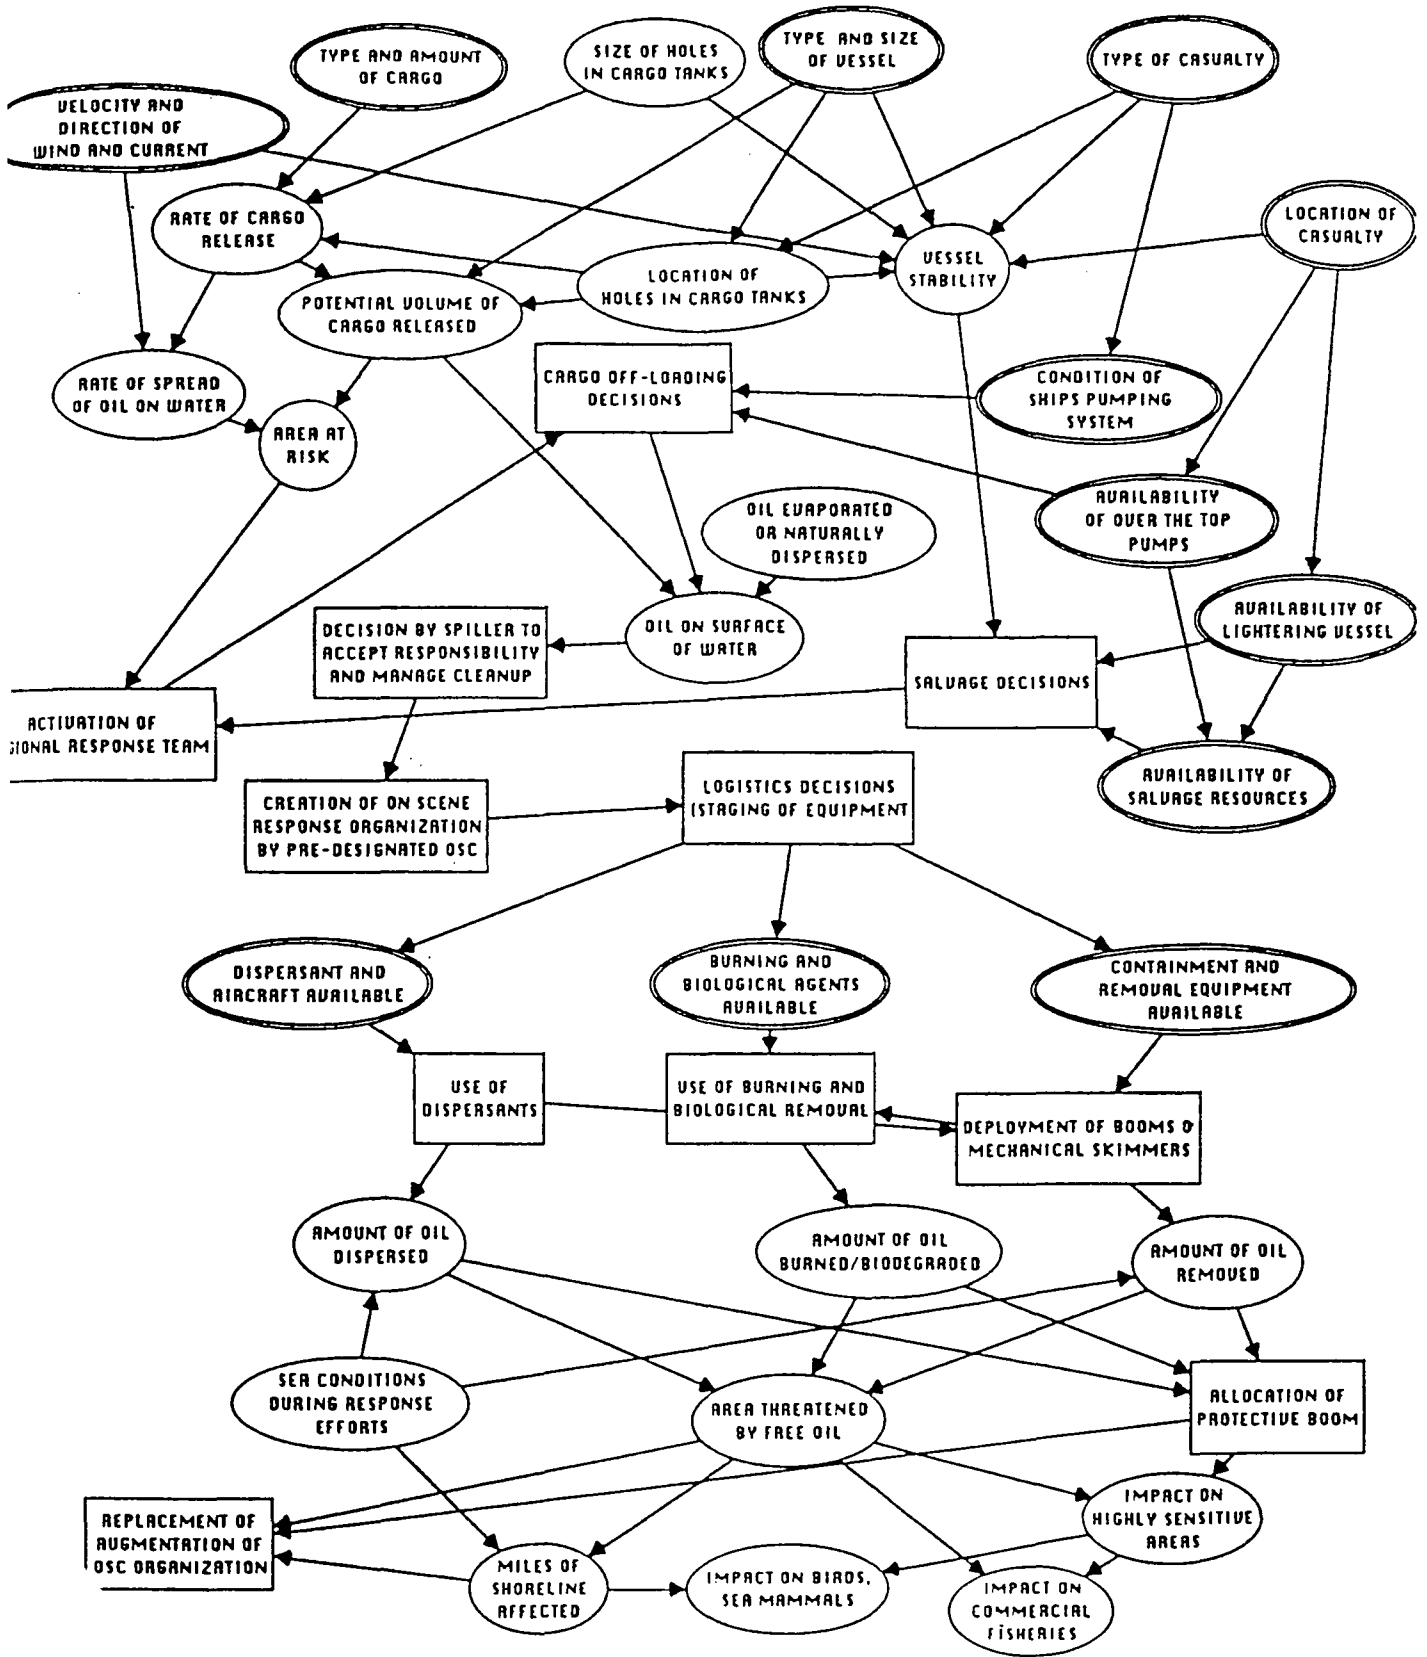 TYPE AND AMOUNT
OF CARGO
SIZE OF HOLES
IN CARGO TANKS
TYPE AND SIZE
OF VESSEL
TYPE OF CASUALTY
VELOCITY AND
DIRECTION OF
WIND AND CURRENT
RATE OF CARGO
RELEASE
LOCATION OF
CASUALTY
VESSEL
STABILITY
LOCATION OF
HOLES IN CARGO TANKS
POTENTIAL VOLUME OF
CARGO RELEASED
RATE OF SPREAD
OF OIL ON WATER
CARGO OFF-LOADING
DECISIONS
CONDITION OF
SHIPS PUMPING
SYSTEM
AREA AT
RISK
OIL EVAPORATED
OR NATURALLY
DISPERSED
AVAILABILITY
OF OVER THE TOP
PUMPS
DECISION BY SPILLER TO
ACCEPT RESPONSIBILITY
AND MANAGE CLEANUP
OIL ON SURFACE
OF WATER
AVAILABILITY OF
LIGHTERING VESSEL
SALVAGE DECISIONS
ACTIVATION OF
GIONAL RESPONSE TEAM
AVAILABILITY OF
SALVAGE RESOURCES
CREATION OF ON SCENE
RESPONSE ORGANIZATION
BY PRE-DESIGNATED OSC
LOGISTICS DECISIONS
(STAGING OF EQUIPMENT
DISPERSANT AND
AIRCRAFT AVAILABLE
BURNING AND
BIOLOGICAL AGENTS
AVAILABLE
CONTAINMENT AND
REMOVAL EQUIPMENT
AVAILABLE
USE OF
DISPERSANTS
USE OF BURNING AND
BIOLOGICAL REMOVAL
DEPLOYMENT OF BOOMS &
MECHANICAL SKIMMERS
AMOUNT OF OIL
DISPERSED
AMOUNT OF OIL
BURNED/BIODEGRADED
AMOUNT OF OIL
REMOVED
SEA CONDITIONS
DURING RESPONSE
EFFORTS
AREA THREATENED
BY FREE OIL
ALLOCATION OF
PROTECTIVE BOOM
REPLACEMENT OF
AUGMENTATION OF
OSC ORGANIZATION
MILES OF
SHORELINE
AFFECTED
IMPACT ON BIRDS,
SEA MAMMALS
IMPACT ON
HIGHLY SENSITIVE
AREAS
IMPACT ON
COMMERCIAL
FISHERIES